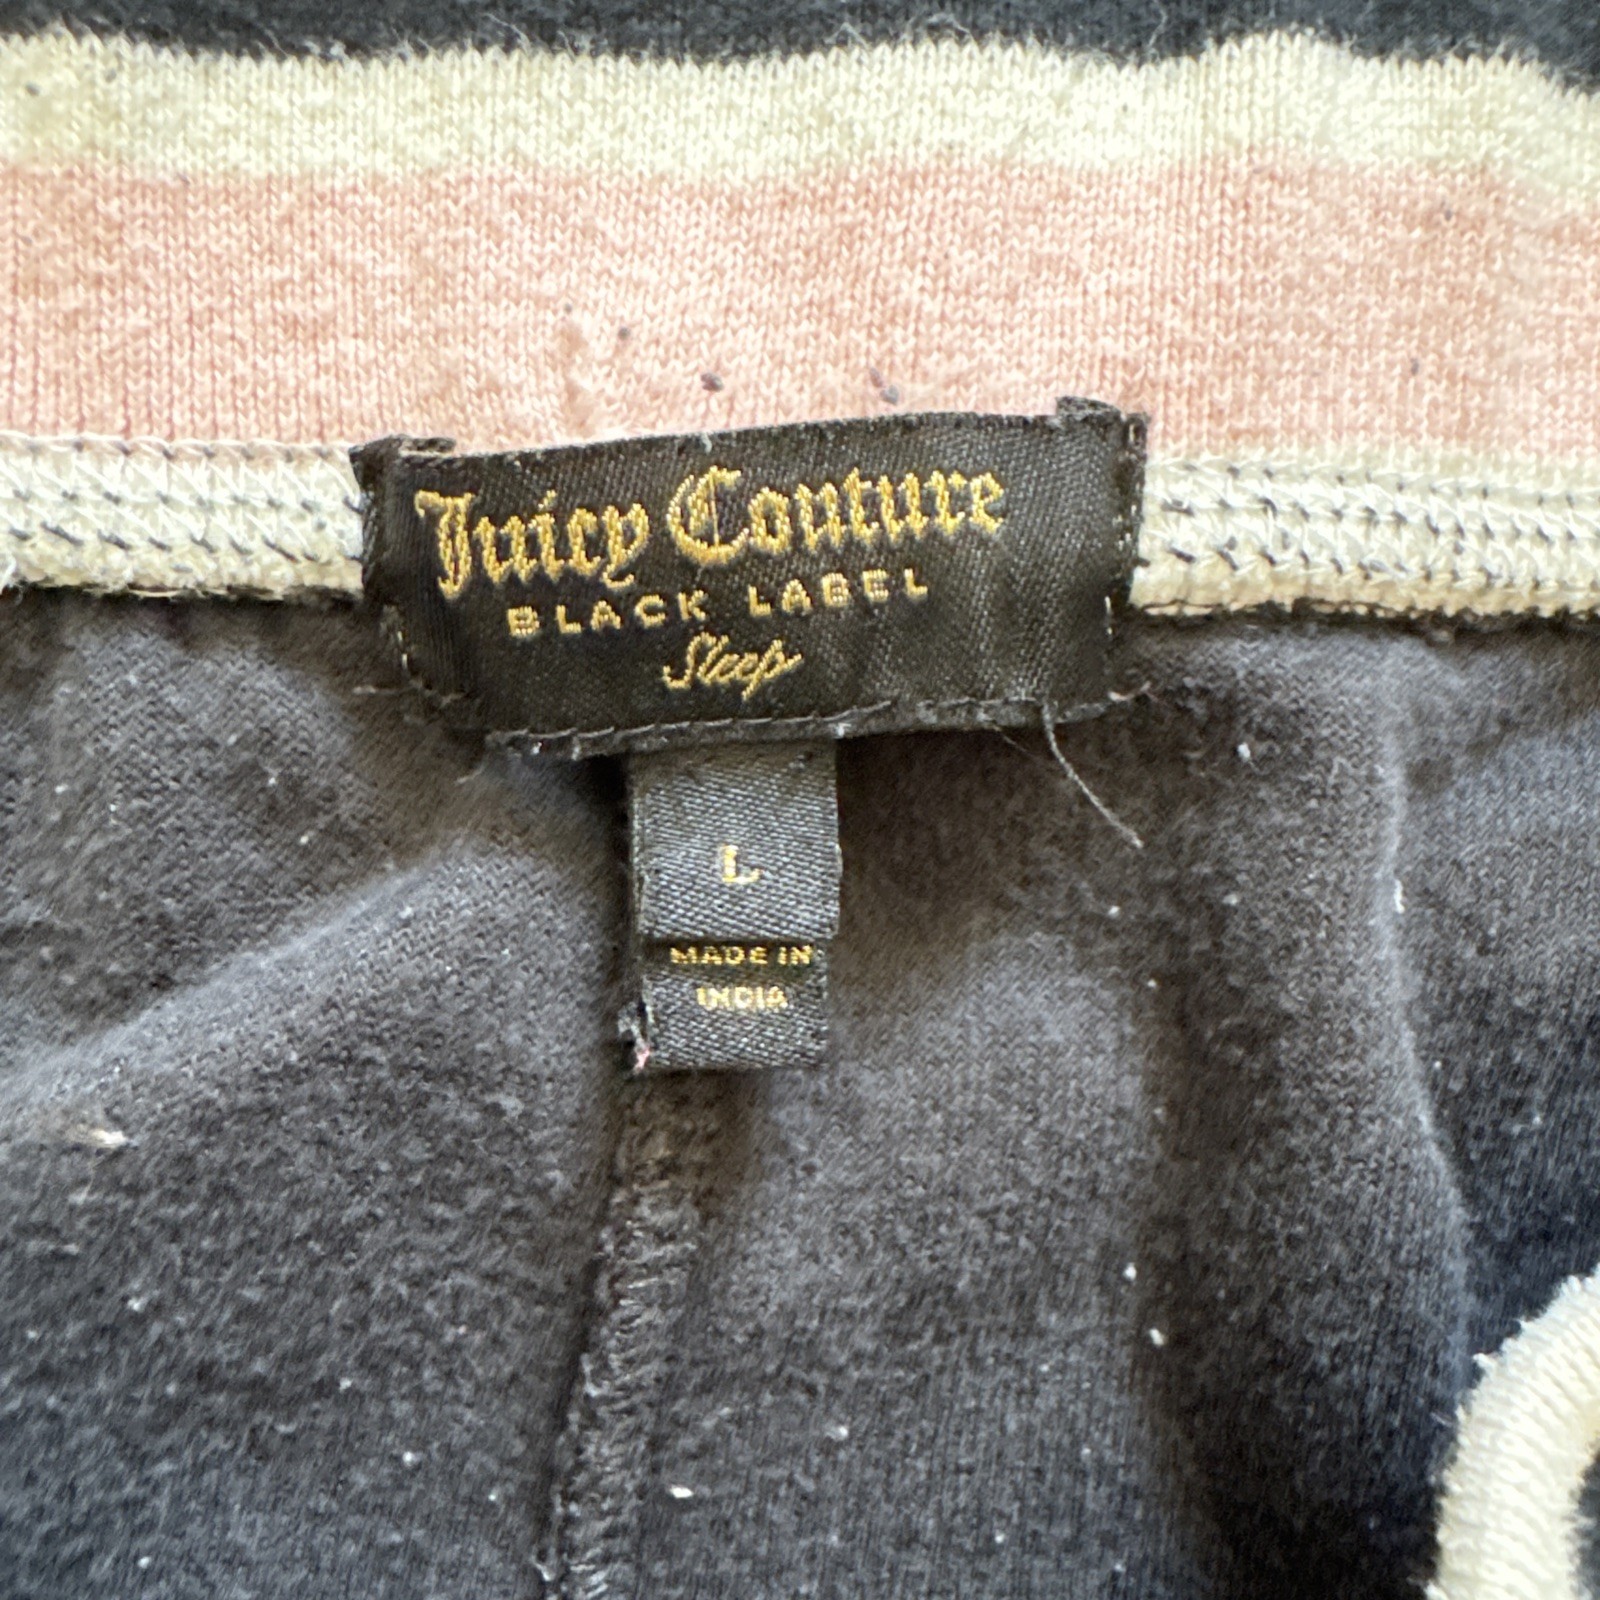 Juicy Couture
BLACK LABEL
Sleep
L
MADE IN
INDIA